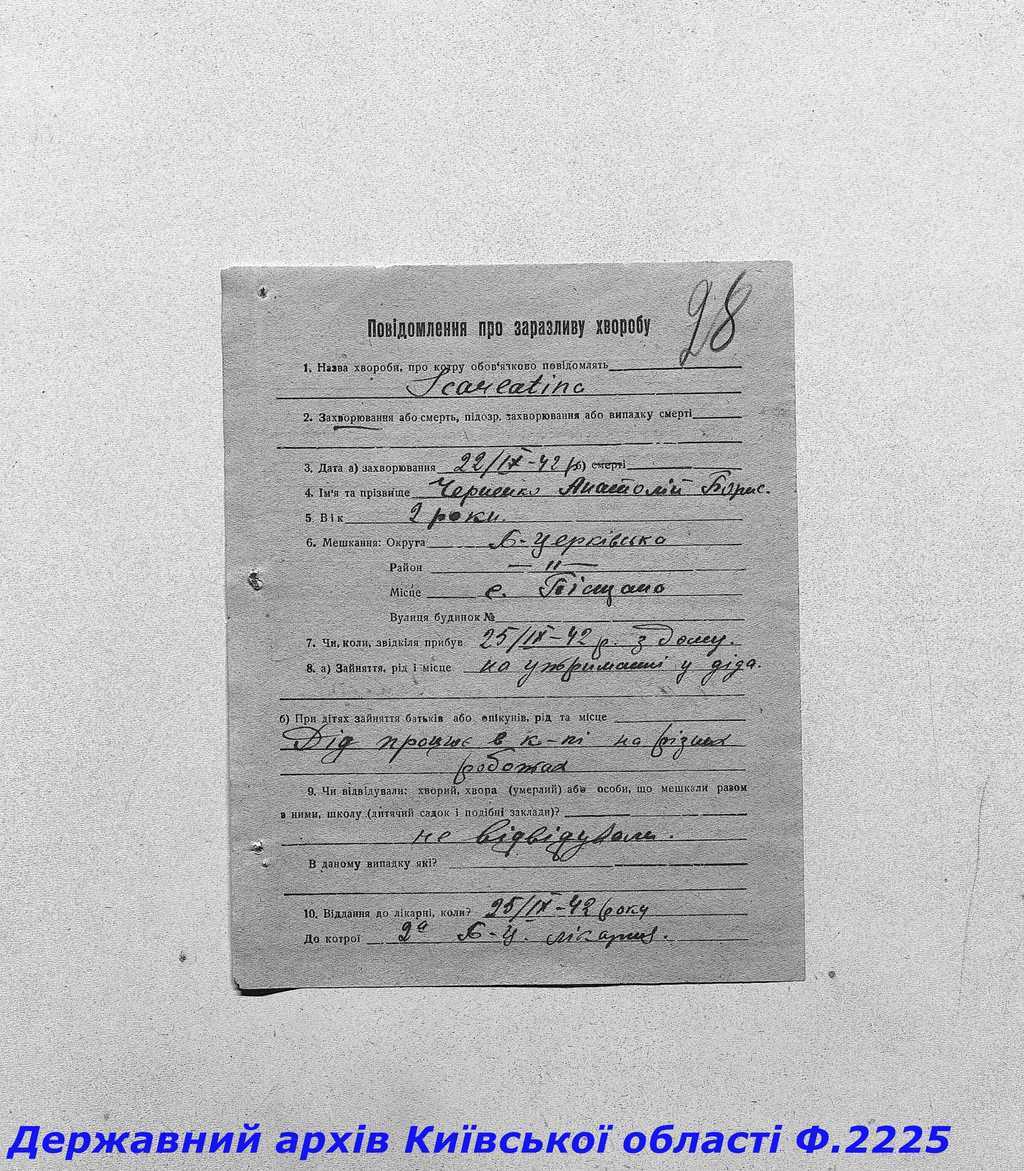 28
Повідомлення про заразливу хворобу
1. Назва хвороби, про котру обов'язково повідомлять
Scarlatina
2. Захворювання або смерть, підозр. захворювання або випадку смерті
3. Дата а) захворювання 22/IX-42 р б) смерті
4. Ім'я та прізвище Черненко Анатолій Борис.
5 Вік 2 роки.
6. Мешкання: Округа Б-Церківська
Район — 〃 —
Місце с. Піщана
Вулиця будинок №
7. Чи, коли, звідкіля прибув 25/IX-42 р. з дому.
8. а) Зайняття, рід і місце на утриманні у діда.
б) При дітях зайняття батьків або опікунів, рід та місце
Дід працює в к-пі на різних
роботах
9. Чи відвідували: хворий, хвора (умерлий) або особи, що мешкали разом
в ними, школу (дитячий садок і подібні заклади)?
не відвідували.
В даному випадку які?
10. Віддання до лікарні, коли? 25/IX-42 року
До котрої 2а Б-Ц. лікарня.
Державний архів Київської області Ф.2225